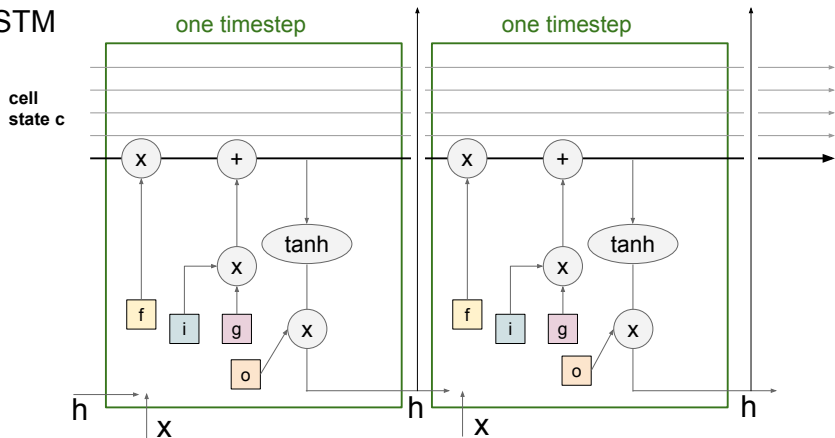 STM
one timestep one timestep
cell
state c
x + x +
tanh tanh
x x
f i g x f i g x
o o
h x h x h